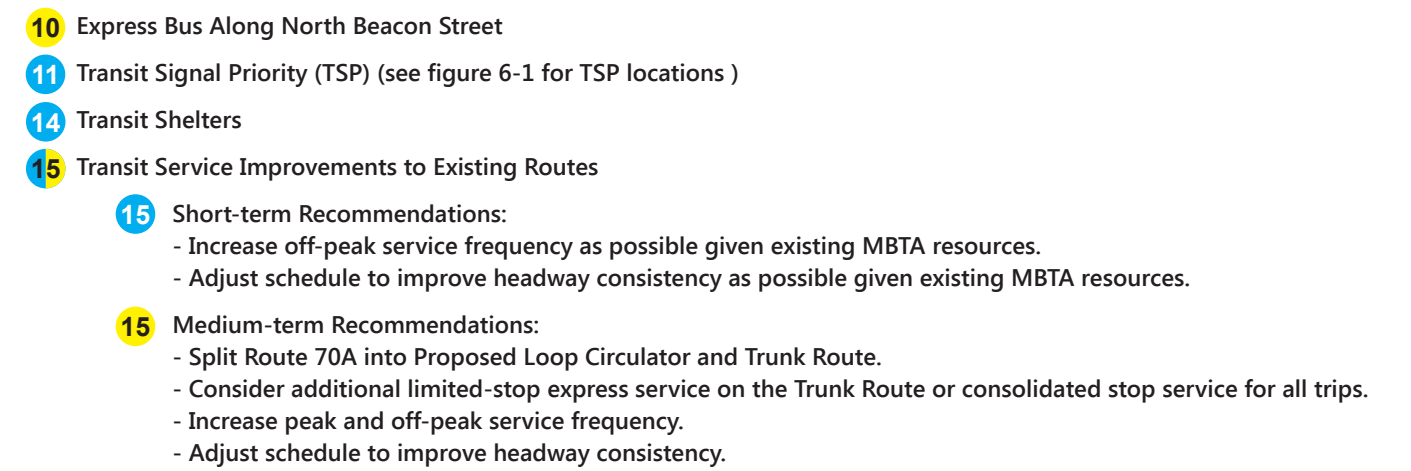 10 Express Bus Along North Beacon Street
11 Transit Signal Priority (TSP) (see figure 6-1 for TSP locations )
14 Transit Shelters
15 Transit Service Improvements to Existing Routes
15 Short-term Recommendations:
- Increase off-peak service frequency as possible given existing MBTA resources.
- Adjust schedule to improve headway consistency as possible given existing MBTA resources.
15 Medium-term Recommendations:
- Split Route 70A into Proposed Loop Circulator and Trunk Route.
- Consider additional limited-stop express service on the Trunk Route or consolidated stop service for all trips.
- Increase peak and off-peak service frequency.
- Adjust schedule to improve headway consistency.